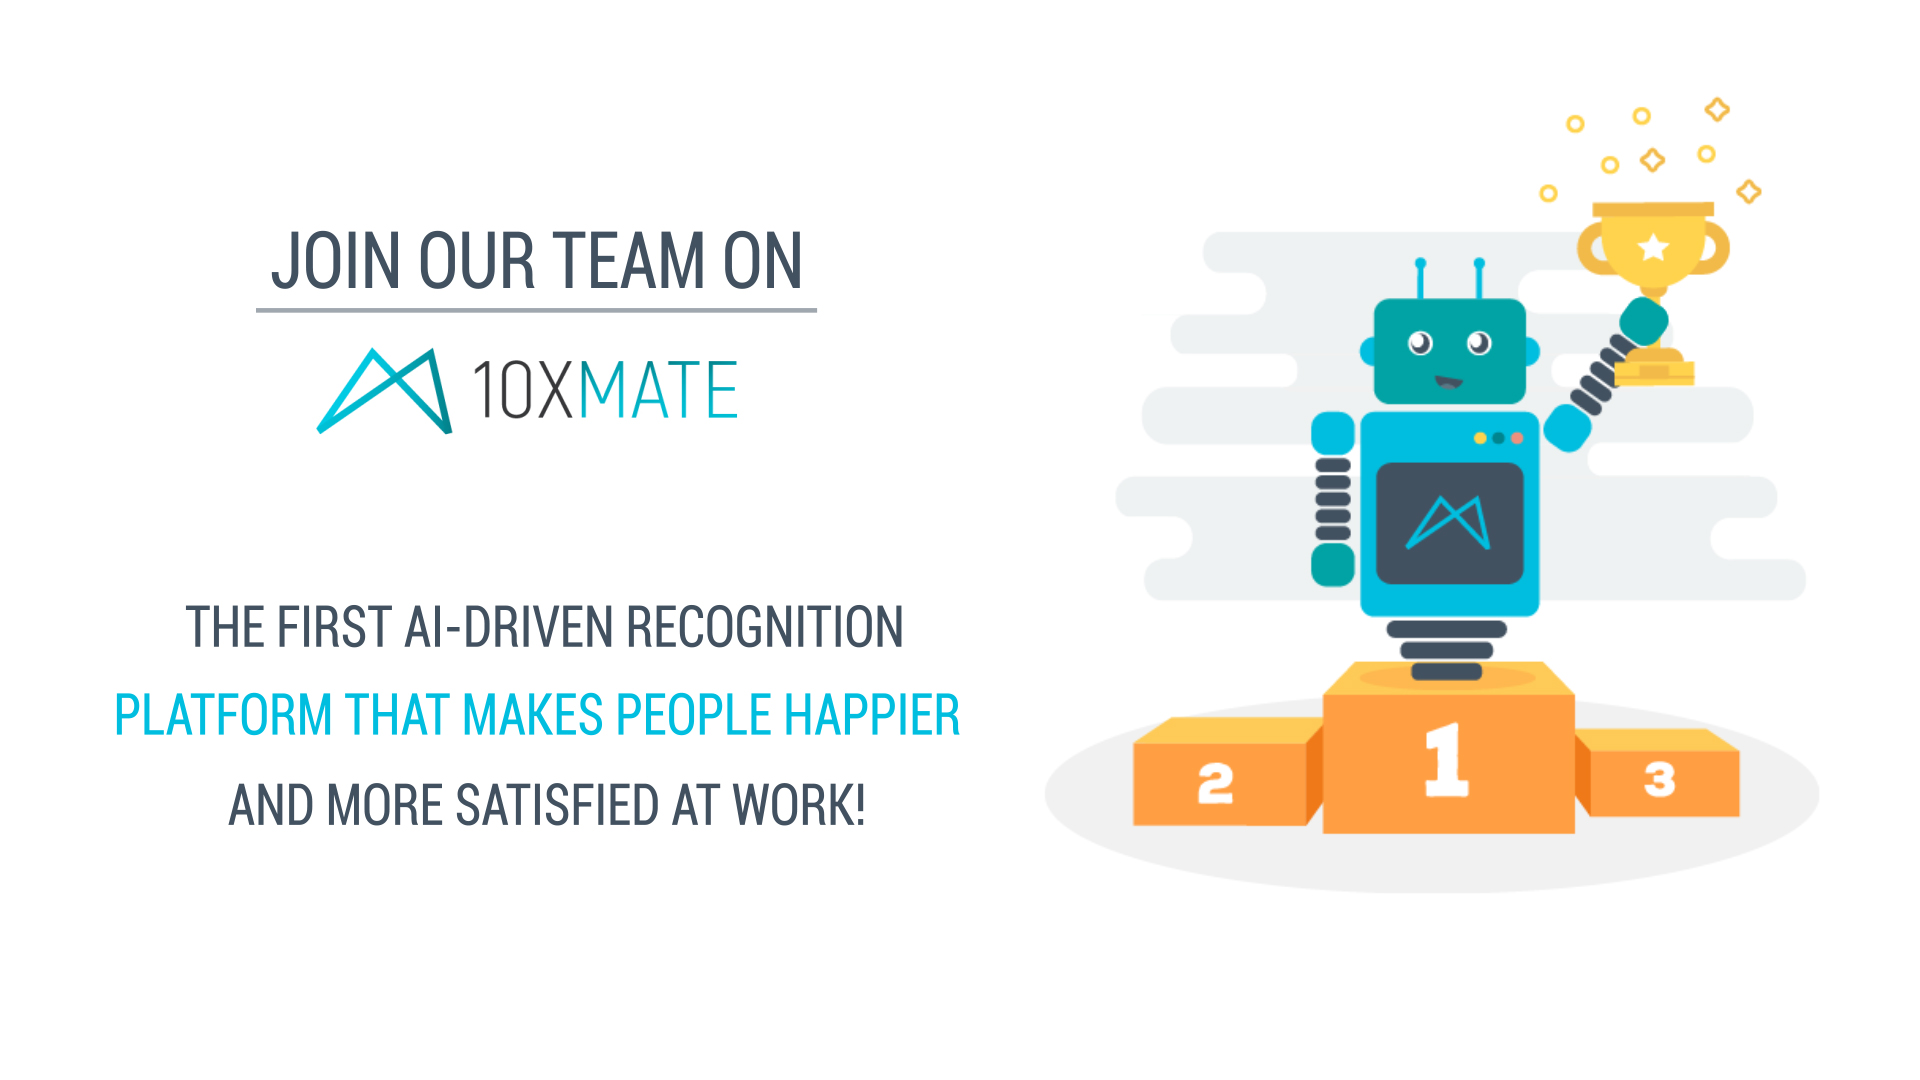 JOIN OUR TEAM ON
10XMATE
THE FIRST AI-DRIVEN RECOGNITION
PLATFORM THAT MAKES PEOPLE HAPPIER
AND MORE SATISFIED AT WORK!
2
1
3